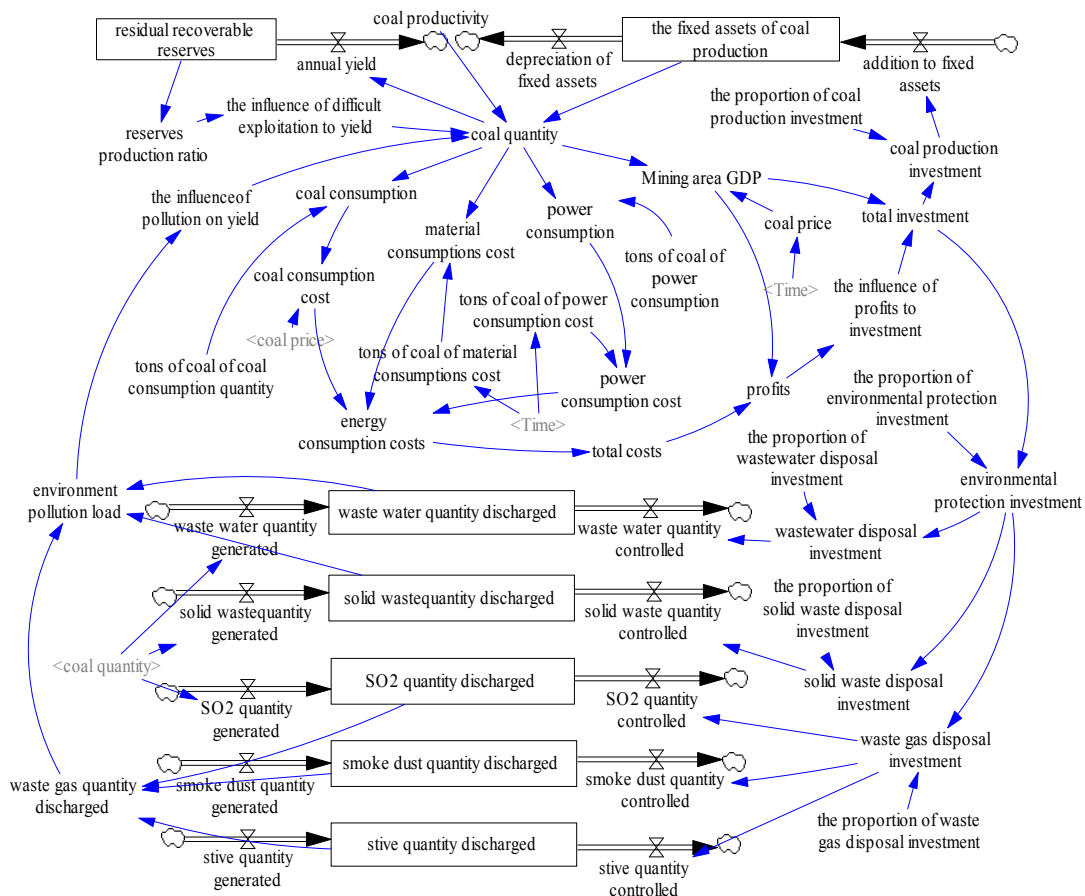 coal productivity
residual recoverable
reserves
the fixed assets of coal
production
annual yield
depreciation of
fixed assets
addition to fixed
assets
the proportion of coal
production investment
the influence of difficult
exploitation to yield
reserves
production ratio
coal quantity
coal production
investment
Mining area GDP
coal consumption
the influenceof
pollution on yield
power
consumption
total investment
coal price
material
consumptions cost
tons of coal of
power
consumption
coal consumption
cost
<Time>
the influence of
profits to
investment
tons of coal of power
consumption cost
<coal price>
tons of coal of coal
consumption quantity
tons of coal of material
consumptions cost
power
consumption cost
profits
the proportion of
environmental protection
investment
<Time>
energy
consumption costs
total costs
the proportion of
wastewater disposal
investment
environmental
protection investment
environment
pollution load
waste water quantity
generated
waste water quantity discharged
waste water quantity
controlled
wastewater disposal
investment
the proportion of
solid waste disposal
investment
solid wastequantity
generated
solid wastequantity discharged
solid waste quantity
controlled
<coal quantity>
solid waste disposal
investment
SO2 quantity
generated
SO2 quantity discharged
SO2 quantity
controlled
waste gas disposal
investment
waste gas quantity
discharged
smoke dust quantity
generated
smoke dust quantity discharged
smoke dust quantity
controlled
the proportion of waste
gas disposal investment
stive quantity
generated
stive quantity discharged
stive quantity
controlled